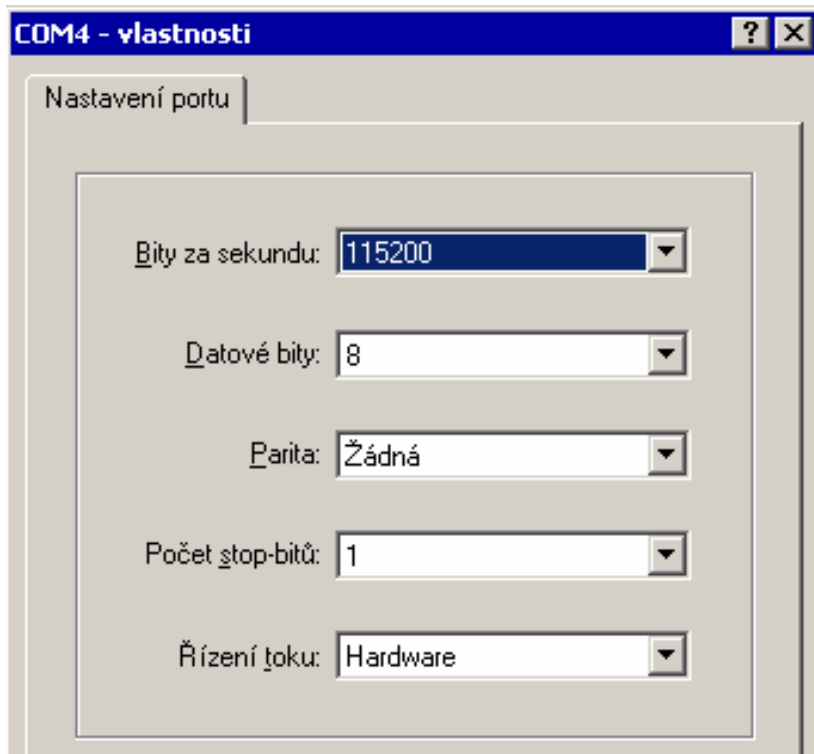 COM4 - vlastnosti
Nastavení portu
Bity za sekundu: 115200
Datové bity: 8
Parita: Žádná
Počet stop-bitů: 1
Řízení toku: Hardware